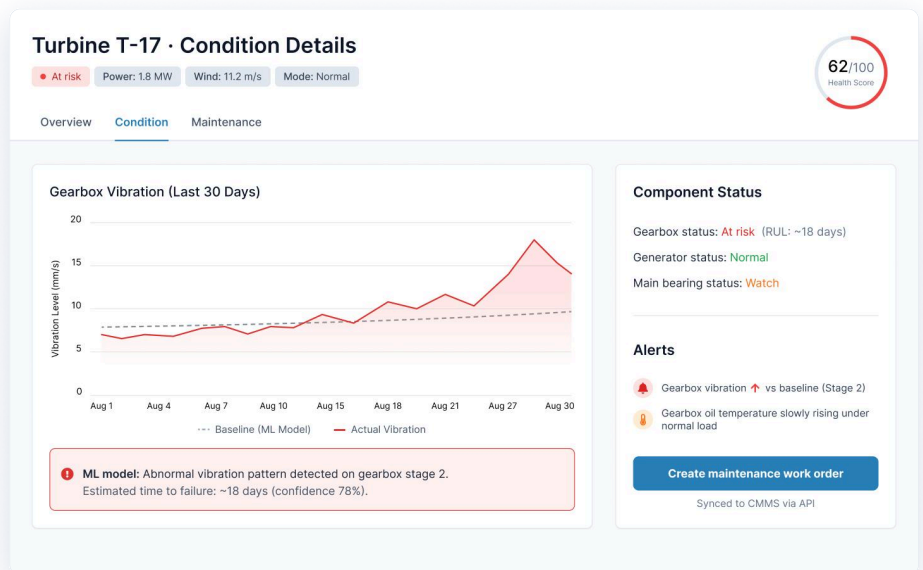 Turbine T-17 · Condition Details
At risk
Power: 1.8 MW
Wind: 11.2 m/s
Mode: Normal
62/100
Health Score
Overview
Condition
Maintenance
Gearbox Vibration (Last 30 Days)
Vibration Level (mm/s)
20
15
10
5
0
Aug 1
Aug 4
Aug 7
Aug 10
Aug 15
Aug 18
Aug 21
Aug 27
Aug 30
Baseline (ML Model)
Actual Vibration
ML model: Abnormal vibration pattern detected on gearbox stage 2.
Estimated time to failure: ~18 days (confidence 78%).
Component Status
Gearbox status: At risk (RUL: ~18 days)
Generator status: Normal
Main bearing status: Watch
Alerts
Gearbox vibration ↑ vs baseline (Stage 2)
Gearbox oil temperature slowly rising under
normal load
Create maintenance work order
Synced to CMMS via API